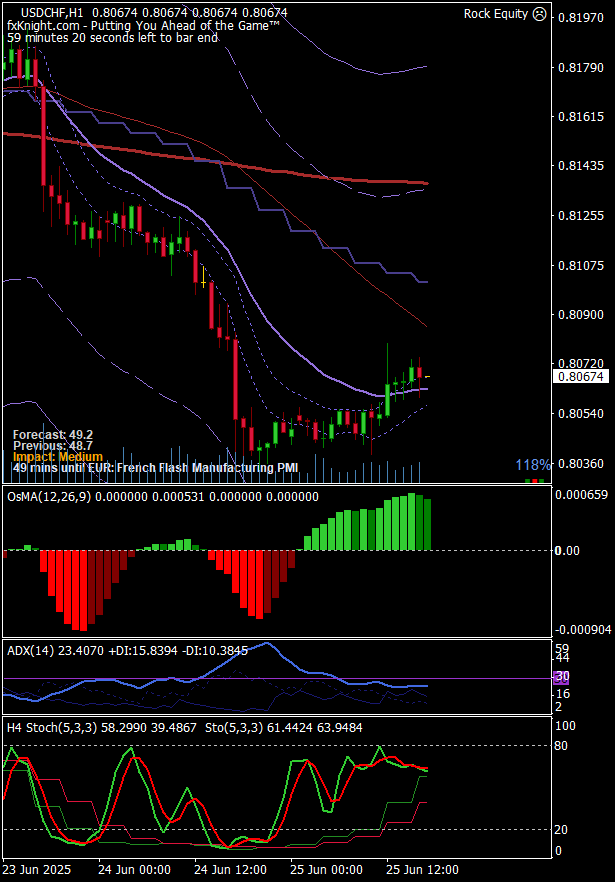 USDCHF,H1 0.80674 0.80674 0.80674 0.80674
Rock Equity
fxKnight.com - Putting You Ahead of the Game™
59 minutes 20 seconds left to bar end
0.81970
0.81790
0.81615
0.81435
0.81255
0.81075
0.80900
0.80720
0.80674
0.80540
0.80360
Forecast: 49.2
Previous: 48.7
Impact: Medium
49 mins until EUR: French Flash Manufacturing PMI
118%
OsMA(12,26,9) 0.000000 0.000531 0.000000 0.000000
0.000659
0.00
-0.000904
ADX(14) 23.4070 +DI:15.8394 -DI:10.3845
59
44
30
16
2
H4 Stoch(5,3,3) 58.2990 39.4867 Sto(5,3,3) 61.4424 63.9484
100
80
20
0
23 Jun 2025
24 Jun 00:00
24 Jun 12:00
25 Jun 00:00
25 Jun 12:00